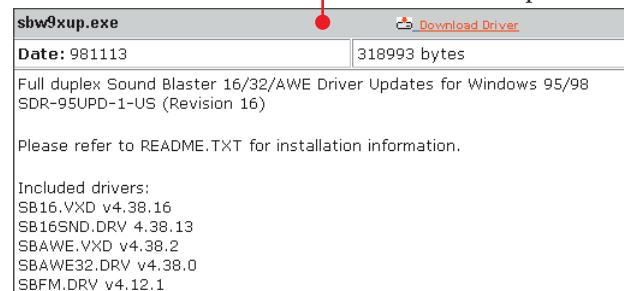 sbw9xup.exe Download Driver
Date: 981113 318993 bytes
Full duplex Sound Blaster 16/32/AWE Driver Updates for Windows 95/98
SDR-95UPD-1-US (Revision 16)
Please refer to README.TXT for installation information.
Included drivers:
SB16.VXD v4.38.16
SB16SND.DRV 4.38.13
SBAWE.VXD v4.38.2
SBAWE32.DRV v4.38.0
SBFM.DRV v4.12.1